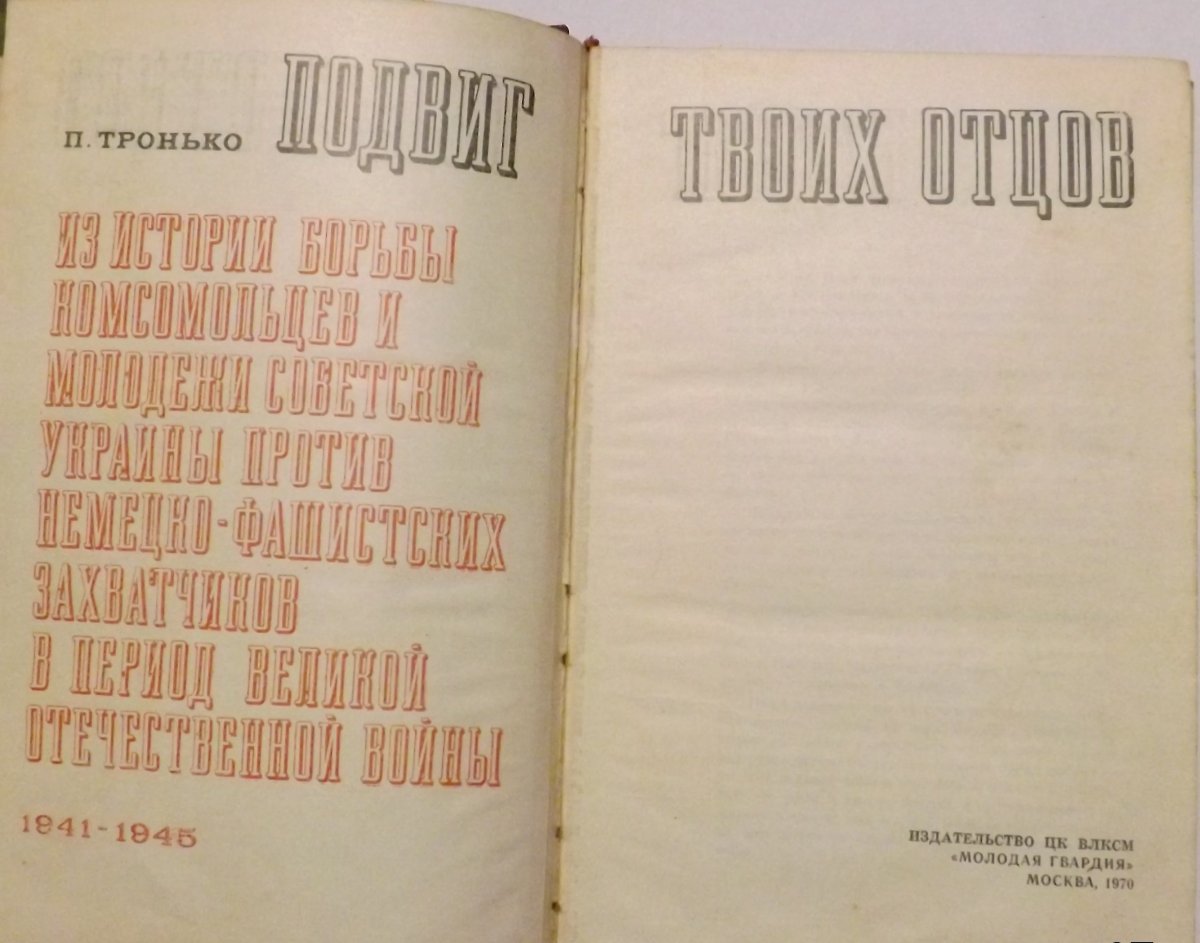 П. ТРОНЬКО ПОДВИГ
ИЗ ИСТОРИИ БОРЬБЫ
КОМСОМОЛЬЦЕВ И
МОЛОДЕЖИ СОВЕТСКОЙ
УКРАИНЫ ПРОТИВ
НЕМЕЦКО-ФАШИСТСКИХ
ЗАХВАТЧИКОВ
В ПЕРИОД ВЕЛИКОЙ
ОТЕЧЕСТВЕННОЙ ВОЙНЫ
1941-1945
ТВОИХ ОТЦОВ
ИЗДАТЕЛЬСТВО ЦК ВЛКСМ
«МОЛОДАЯ ГВАРДИЯ»
МОСКВА, 1970